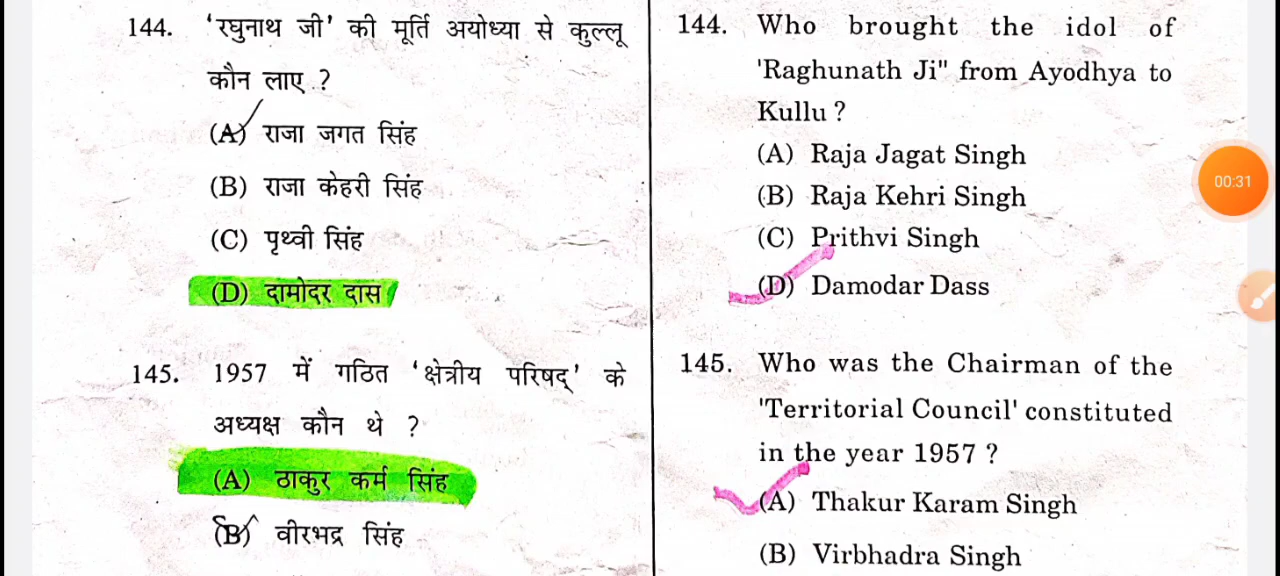 144. 'रघुनाथ जी' की मूर्ति अयोध्या से कुल्लू
कौन लाए ?
(A) राजा जगत सिंह
(B) राजा केहरी सिंह
(C) पृथ्वी सिंह
(D) दामोदर दास
145. 1957 में गठित 'क्षेत्रीय परिषद्' के
अध्यक्ष कौन थे ?
(A) ठाकुर कर्म सिंह
(B) वीरभद्र सिंह
144. Who brought the idol of
'Raghunath Ji" from Ayodhya to
Kullu ?
(A) Raja Jagat Singh
(B) Raja Kehri Singh
(C) Prithvi Singh
(D) Damodar Dass
145. Who was the Chairman of the
'Territorial Council' constituted
in the year 1957 ?
(A) Thakur Karam Singh
(B) Virbhadra Singh
00:31